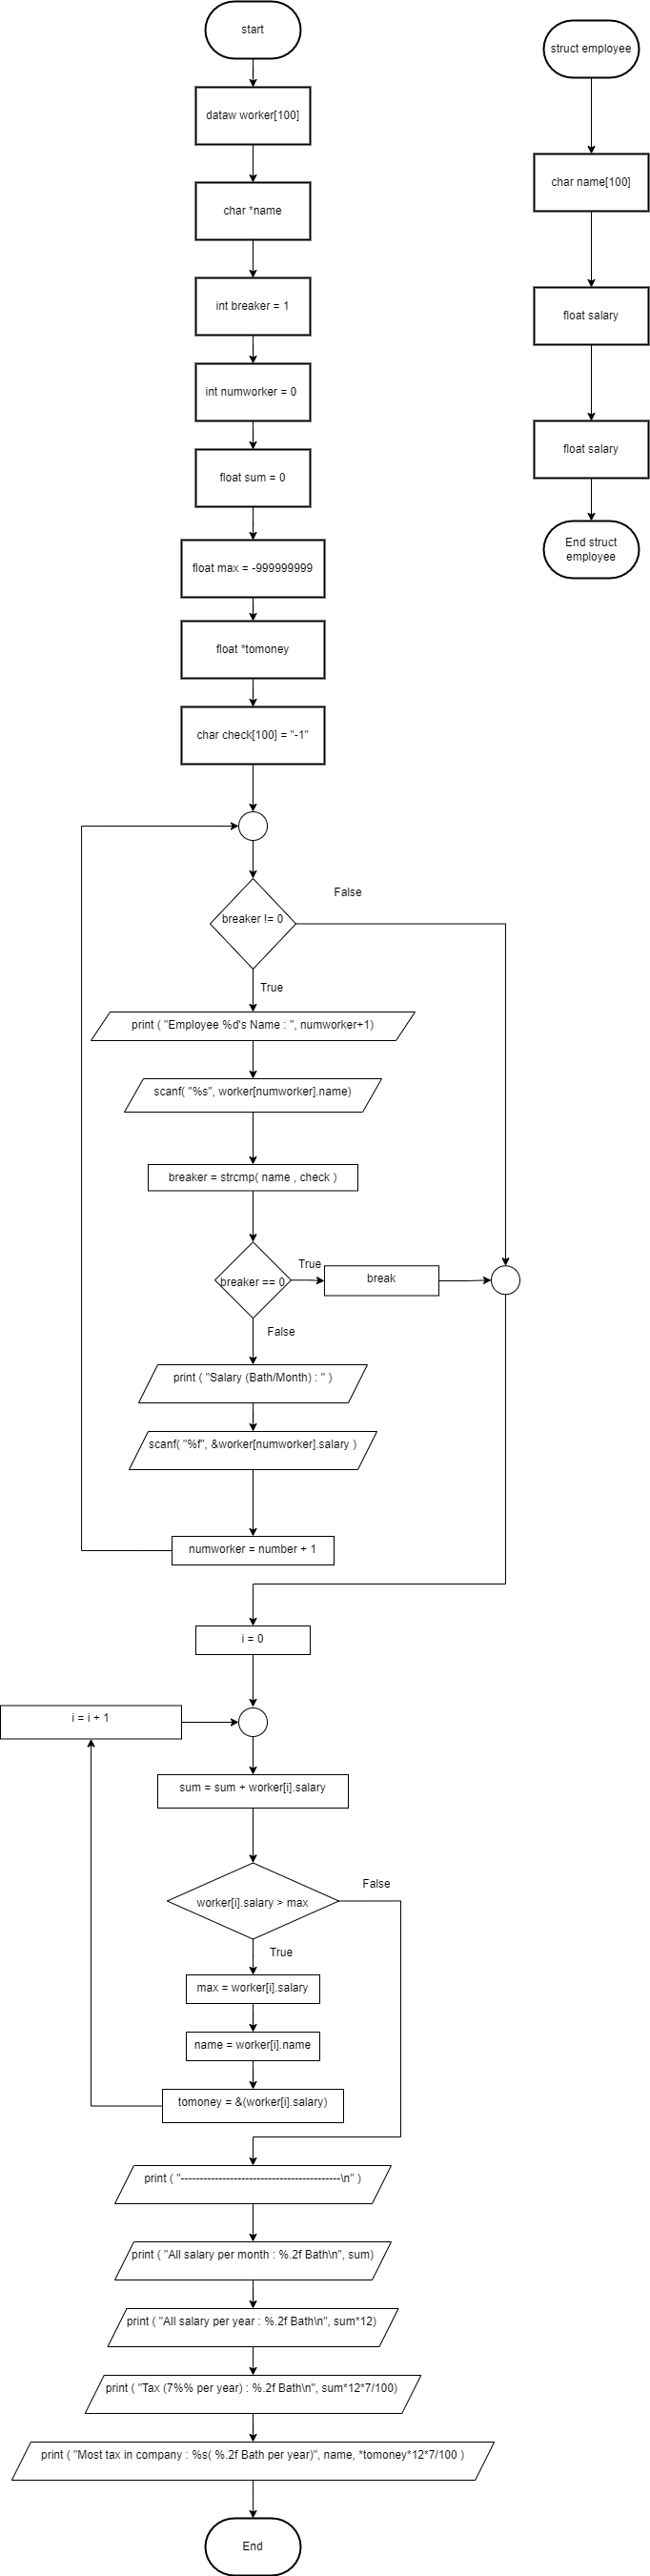 start
dataw worker[100]
char *name
int breaker = 1
int numworker = 0
float sum = 0
float max = -999999999
float *tomoney
char check[100] = "-1"
breaker != 0
False
True
print ( "Employee %d's Name : ", numworker+1)
scanf( "%s", worker[numworker].name)
breaker = strcmp( name , check )
breaker == 0
True
break
False
print ( "Salary (Bath/Month) : " )
scanf( "%f", &worker[numworker].salary )
numworker = number + 1
i = 0
i = i + 1
sum = sum + worker[i].salary
worker[i].salary > max
False
True
max = worker[i].salary
name = worker[i].name
tomoney = &(worker[i].salary)
print ( "------------------------------------------\n" )
print ( "All salary per month : %.2f Bath\n", sum)
print ( "All salary per year : %.2f Bath\n", sum*12)
print ( "Tax (7%% per year) : %.2f Bath\n", sum*12*7/100)
print ( "Most tax in company : %s( %.2f Bath per year)", name, *tomoney*12*7/100 )
End
struct employee
char name[100]
float salary
float salary
End struct
employee